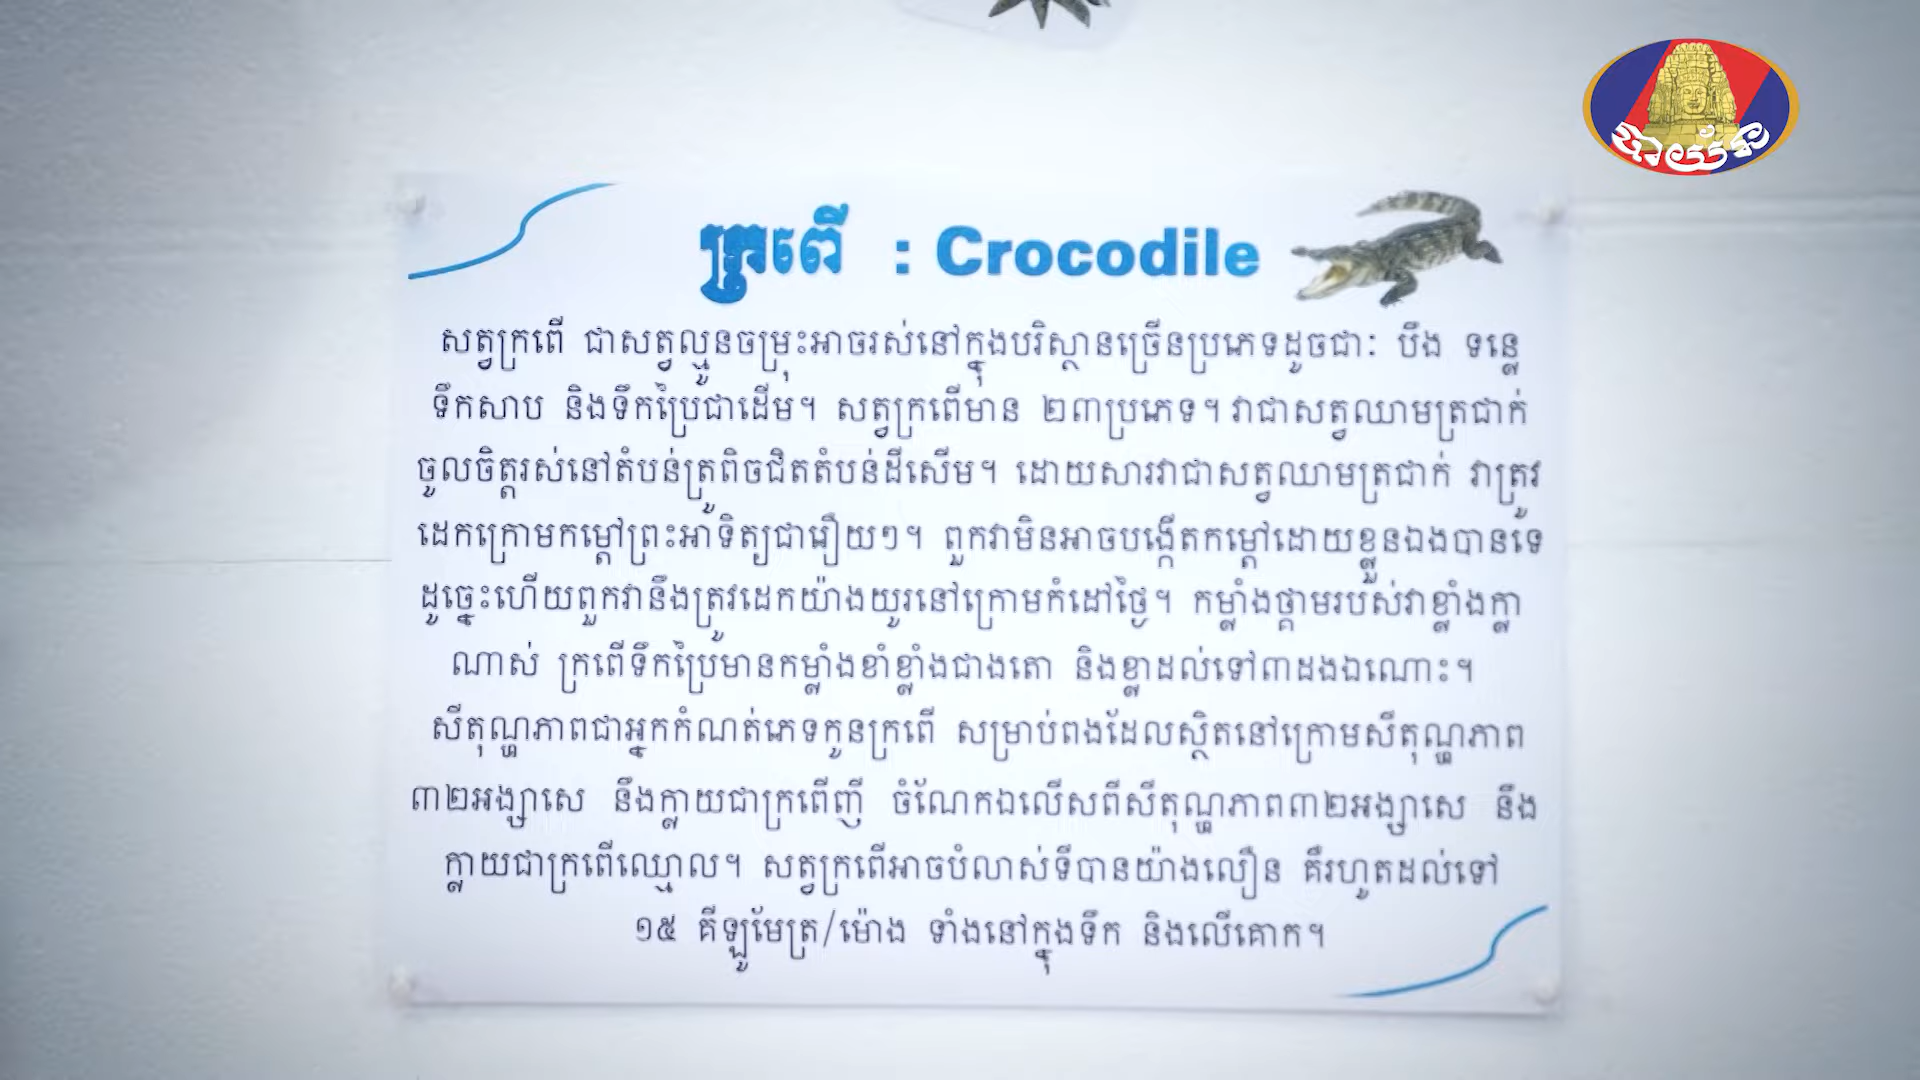 បាយ័ន
ក្រពើ : Crocodile
សត្វក្រពើ ជាសត្វល្មូនចម្រុះអាចរស់នៅក្នុងបរិស្ថានច្រើនប្រភេទដូចជាៈ បឹង ទន្លេ
ទឹកសាប និងទឹកប្រៃជាដើម។ សត្វក្រពើមាន ២៣ប្រភេទ។ វាជាសត្វឈាមត្រជាក់
ចូលចិត្តរស់នៅតំបន់ត្រូពិចជិតតំបន់ដីសើម។ ដោយសារវាជាសត្វឈាមត្រជាក់ វាត្រូវ
ដេកក្រោមកម្ដៅព្រះអាទិត្យជារឿយៗ។ ពួកវាមិនអាចបង្កើតកម្ដៅដោយខ្លួនឯងបានទេ
ដូច្នេះហើយពួកវានឹងត្រូវដេកយ៉ាងយូរនៅក្រោមកំដៅថ្ងៃ។ កម្លាំងថ្គាមរបស់វាខ្លាំងក្លា
ណាស់ ក្រពើទឹកប្រៃមានកម្លាំងខាំខ្លាំងជាងតោ និងខ្លាដល់ទៅ៣ដងឯណោះ។
សីតុណ្ហភាពជាអ្នកកំណត់ភេទកូនក្រពើ សម្រាប់ពងដែលស្ថិតនៅក្រោមសីតុណ្ហភាព
៣២អង្សាសេ នឹងក្លាយជាក្រពើញី ចំណែកឯលើសពីសីតុណ្ហភាព៣២អង្សាសេ នឹង
ក្លាយជាក្រពើឈ្មោល។ សត្វក្រពើអាចបំលាស់ទីបានយ៉ាងលឿន គឺរហូតដល់ទៅ
១៥ គីឡូមែត្រ/ម៉ោង ទាំងនៅក្នុងទឹក និងលើគោក។